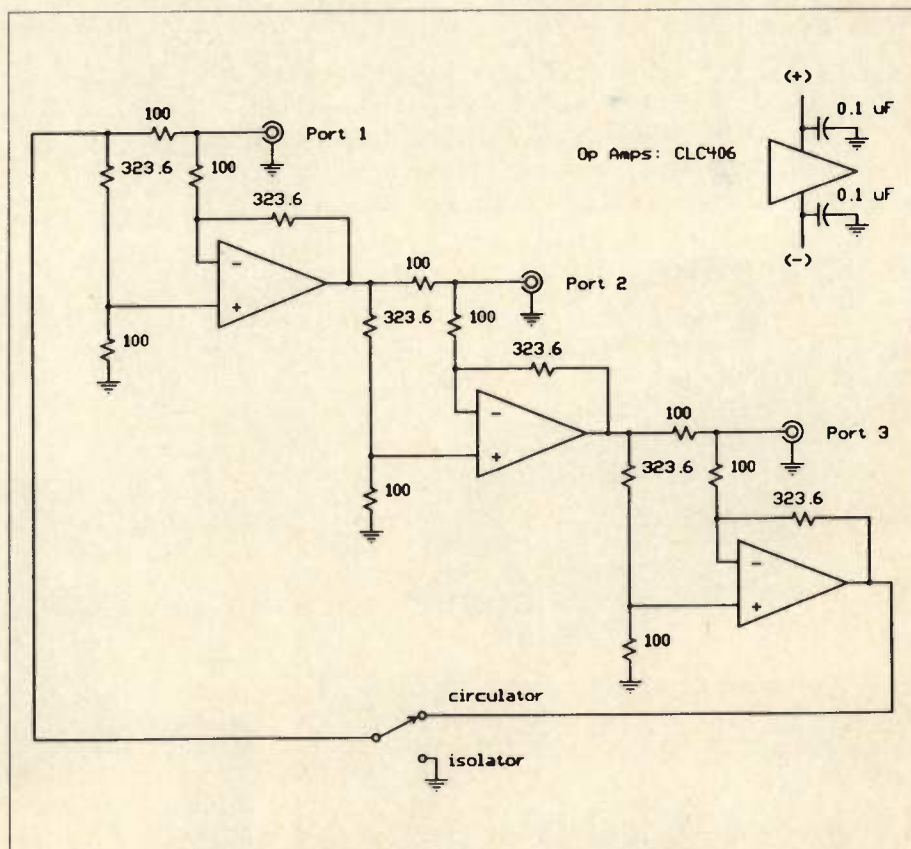 100
Port 1
323.6
100
323.6
−
+
100
100
Port 2
323.6
100
323.6
−
+
100
100
Port 3
323.6
100
323.6
−
+
100
(+)
0.1 uF
Op Amps: CLC406
0.1 uF
(-)
circulator
isolator